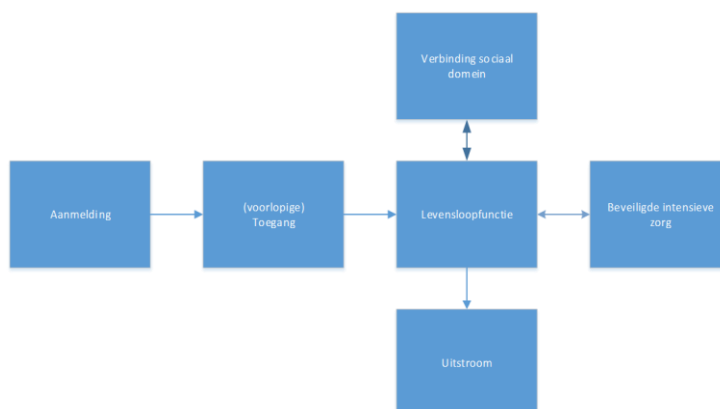 Verbinding sociaal
domein
Aanmelding
(voorlopige)
Toegang
Levensloopfunctie
Beveiligde intensieve
zorg
Uitstroom